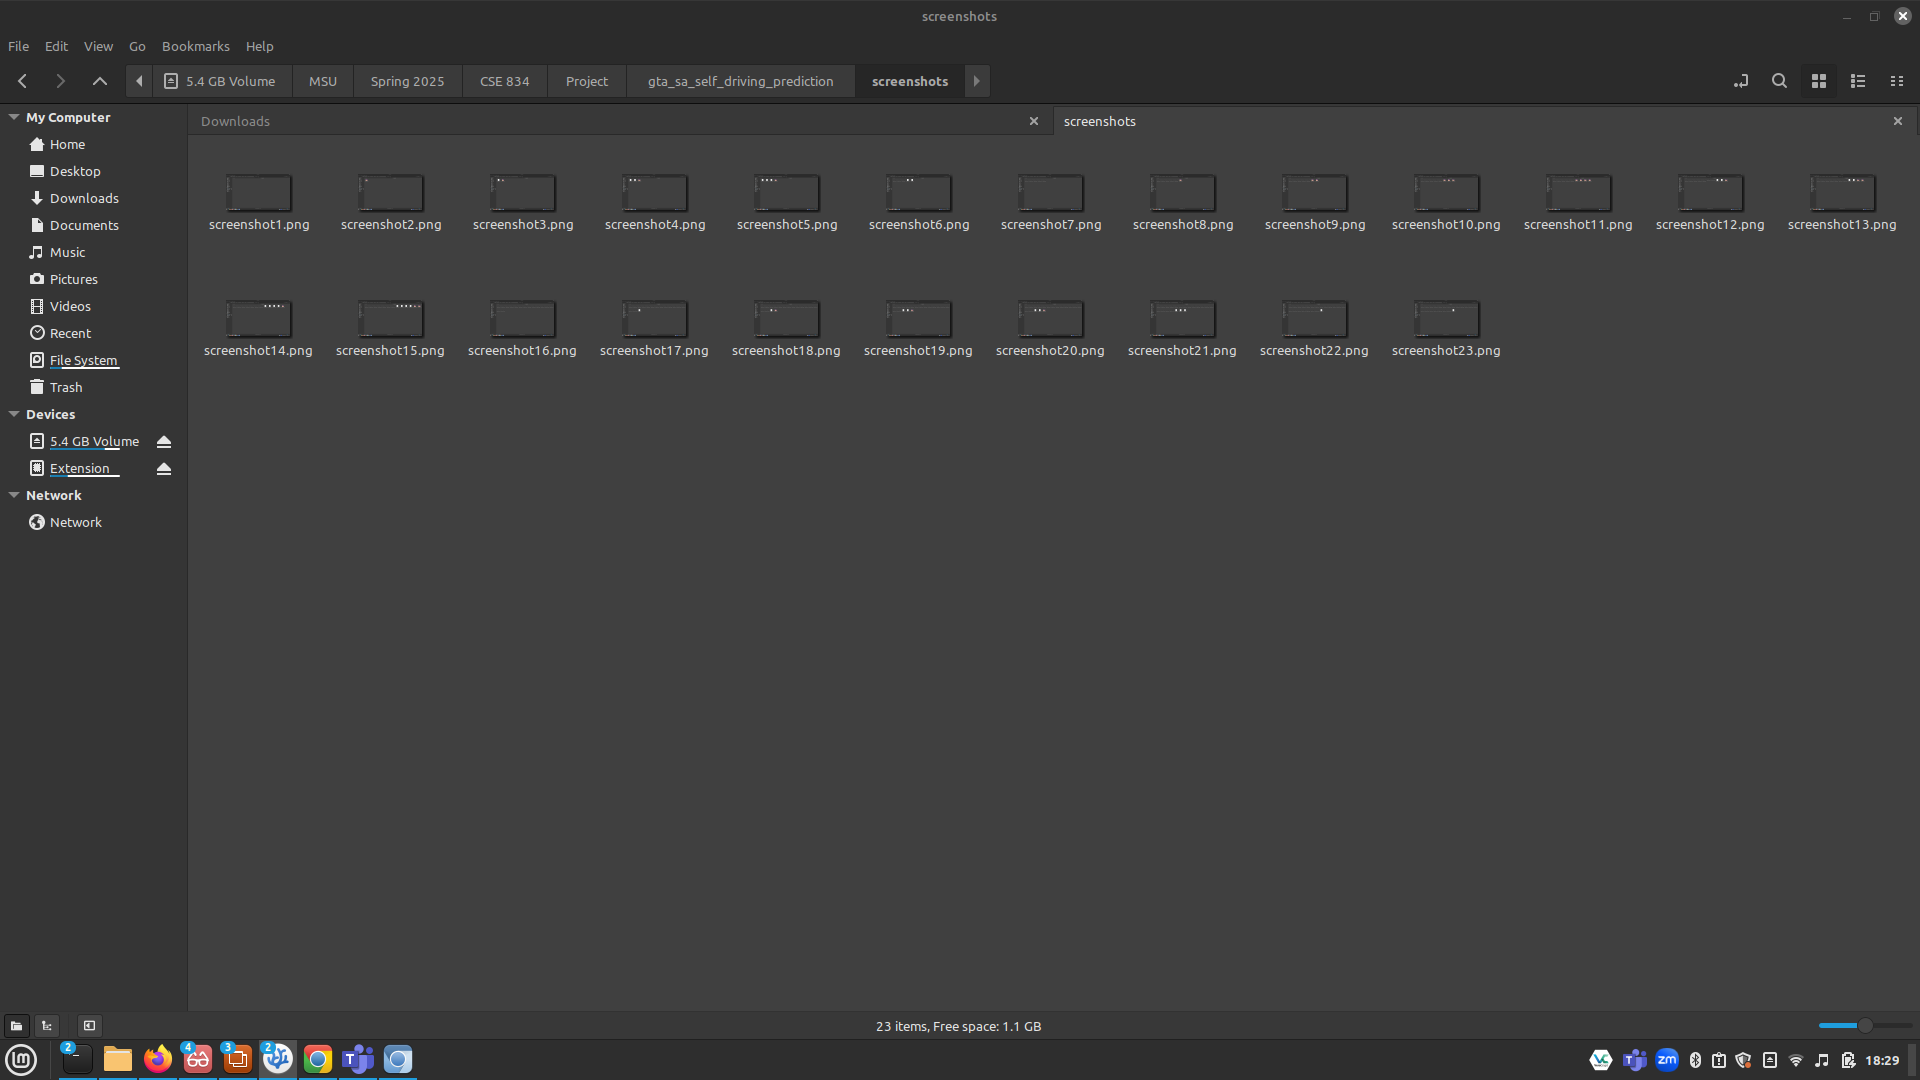 screenshots
File Edit View Go Bookmarks Help
5.4 GB Volume MSU Spring 2025 CSE 834 Project gta_sa_self_driving_prediction screenshots
My Computer
Home
Desktop
Downloads
Documents
Music
Pictures
Videos
Recent
File System
Trash
Devices
5.4 GB Volume
Extension
Network
Network
Downloads screenshots
screenshot1.png screenshot2.png screenshot3.png screenshot4.png screenshot5.png screenshot6.png screenshot7.png screenshot8.png screenshot9.png screenshot10.png screenshot11.png screenshot12.png screenshot13.png
screenshot14.png screenshot15.png screenshot16.png screenshot17.png screenshot18.png screenshot19.png screenshot20.png screenshot21.png screenshot22.png screenshot23.png
23 items, Free space: 1.1 GB
2 4 3 2 zm 18:29